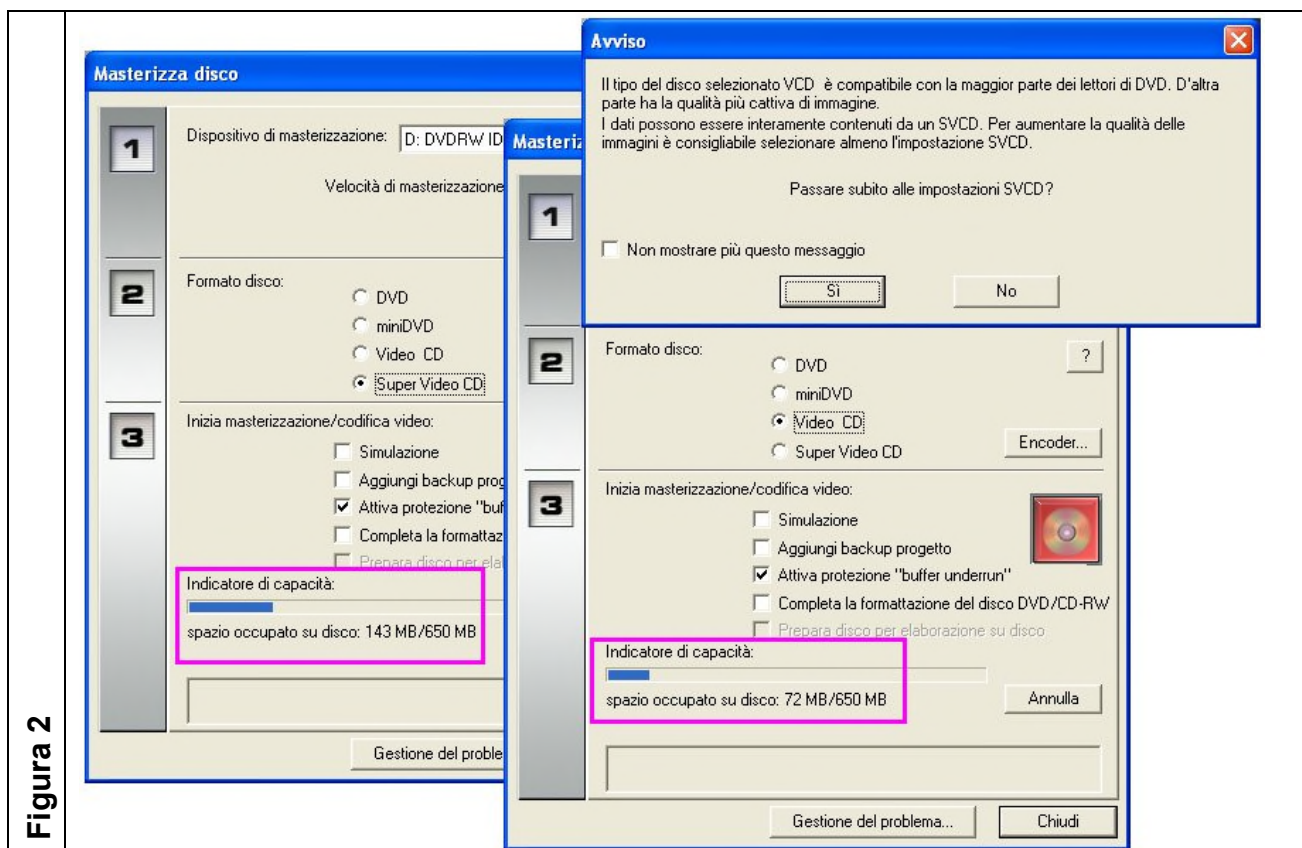 Figura 2
Masterizza disco
1
Dispositivo di masterizzazione: D: DVDRW ID
Velocità di masterizzazione
2
Formato disco:
DVD
miniDVD
Video CD
Super Video CD
3
Inizia masterizzazione/codifica video:
Simulazione
Aggiungi backup prog
Attiva protezione "buf
Completa la formattaz
Prepara disco per elab
Indicatore di capacità:
spazio occupato su disco: 143 MB/650 MB
Gestione del proble
Avviso
Il tipo del disco selezionato VCD è compatibile con la maggior parte dei lettori di DVD. D'altra
parte ha la qualità più cattiva di immagine.
I dati possono essere interamente contenuti da un SVCD. Per aumentare la qualità delle
immagini è consigliabile selezionare almeno l'impostazione SVCD.
Passare subito alle impostazioni SVCD?
Non mostrare più questo messaggio
Sì
No
Masteriz
1
2
Formato disco:
?
DVD
miniDVD
Video CD
Super Video CD
Encoder...
3
Inizia masterizzazione/codifica video:
Simulazione
Aggiungi backup progetto
Attiva protezione "buffer underrun"
Completa la formattazione del disco DVD/CD-RW
Prepara disco per elaborazione su disco
Indicatore di capacità:
spazio occupato su disco: 72 MB/650 MB
Annulla
Gestione del problema...
Chiudi